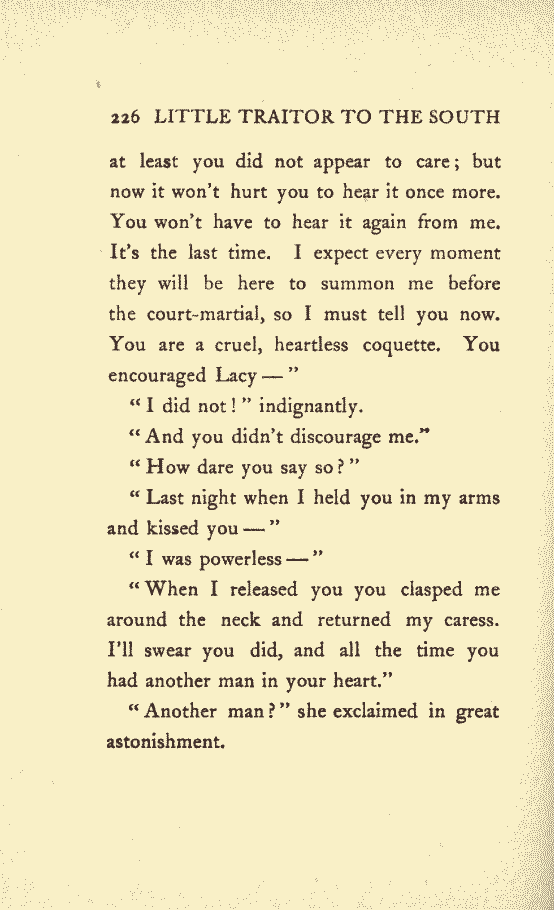 226 LITTLE TRAITOR TO THE SOUTH
at least you did not appear to care; but
now it won't hurt you to hear it once more.
You won't have to hear it again from me.
It's the last time. I expect every moment
they will be here to summon me before
the court-martial, so I must tell you now.
You are a cruel, heartless coquette. You
encouraged Lacy — "
" I did not! " indignantly.
" And you didn't discourage me."
" How dare you say so? "
" Last night when I held you in my arms
and kissed you — "
" I was powerless — "
" When I released you you clasped me
around the neck and returned my caress.
I'll swear you did, and all the time you
had another man in your heart."
" Another man? " she exclaimed in great
astonishment.